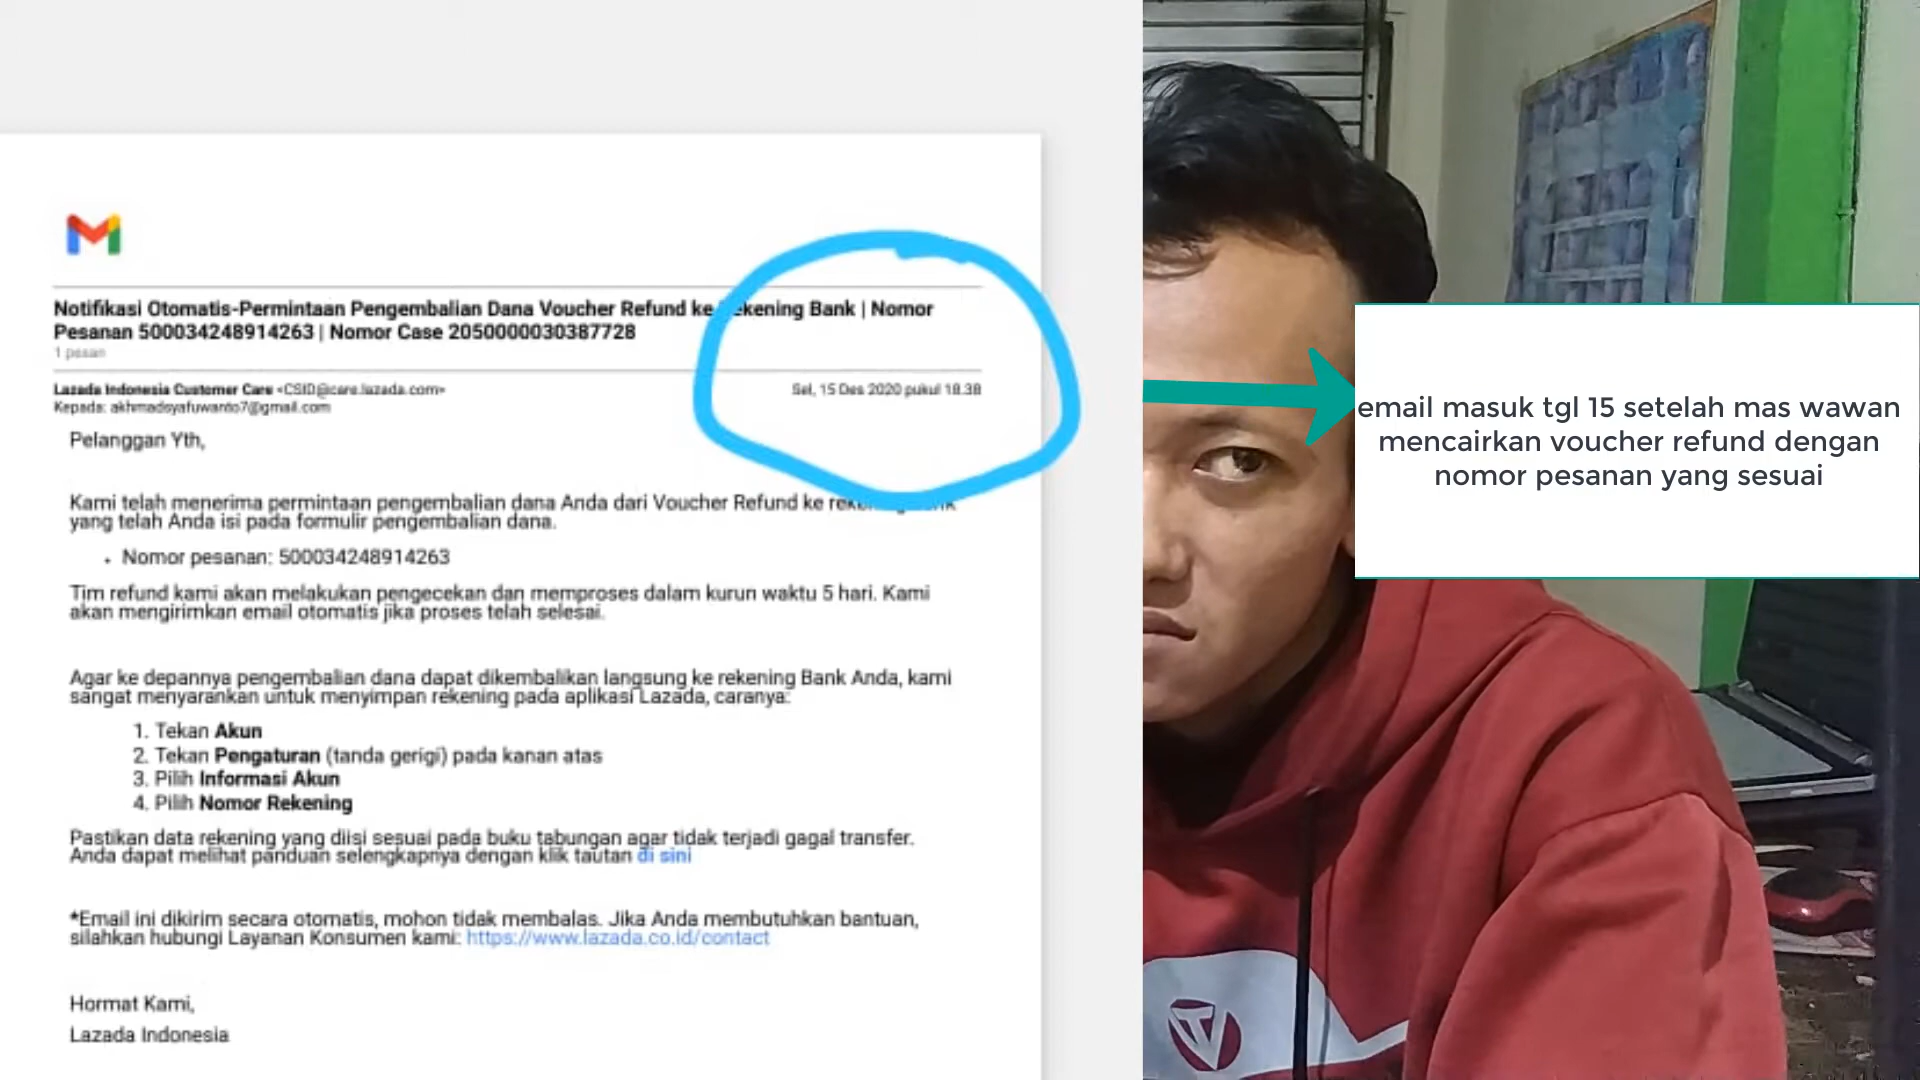 Notifikasi Otomatis-Permintaan Pengembalian Dana Voucher Refund ke Rekening Bank | Nomor
Pesanan 500034248914263 | Nomor Case 2050000030387728
1 pesan
Lazada Indonesia Customer Care <CSID@care.lazada.com>
Sel, 15 Des 2020 pukul 18.38
Kepada: akhmadsyafuwanto7@gmail.com
Pelanggan Yth,
Kami telah menerima permintaan pengembalian dana Anda dari Voucher Refund ke rekening Bank
yang telah Anda isi pada formulir pengembalian dana.
• Nomor pesanan: 500034248914263
Tim refund kami akan melakukan pengecekan dan memproses dalam kurun waktu 5 hari. Kami
akan mengirimkan email otomatis jika proses telah selesai.
Agar ke depannya pengembalian dana dapat dikembalikan langsung ke rekening Bank Anda, kami
sangat menyarankan untuk menyimpan rekening pada aplikasi Lazada, caranya:
1. Tekan Akun
2. Tekan Pengaturan (tanda gerigi) pada kanan atas
3. Pilih Informasi Akun
4. Pilih Nomor Rekening
Pastikan data rekening yang diisi sesuai pada buku tabungan agar tidak terjadi gagal transfer.
Anda dapat melihat panduan selengkapnya dengan klik tautan di sini
*Email ini dikirim secara otomatis, mohon tidak membalas. Jika Anda membutuhkan bantuan,
silahkan hubungi Layanan Konsumen kami: https://www.lazada.co.id/contact
Hormat Kami,
Lazada Indonesia
email masuk tgl 15 setelah mas wawan
mencairkan voucher refund dengan
nomor pesanan yang sesuai